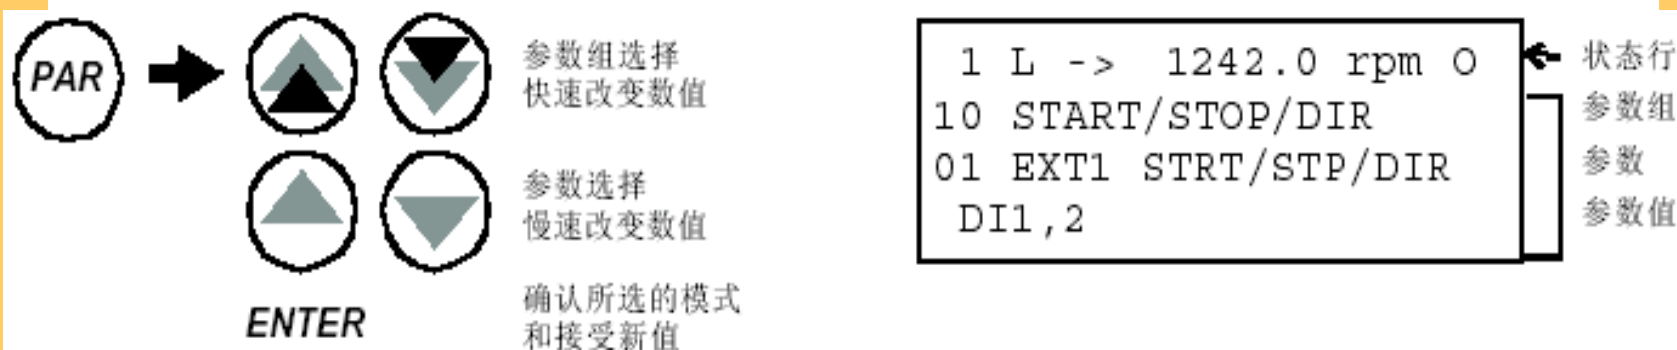 PAR
参数组选择
快速改变数值
参数选择
慢速改变数值
ENTER
确认所选的模式
和接受新值
1 L -> 1242.0 rpm O
10 START/STOP/DIR
01 EXT1 STRT/STP/DIR
DI1,2
状态行
参数组
参数
参数值